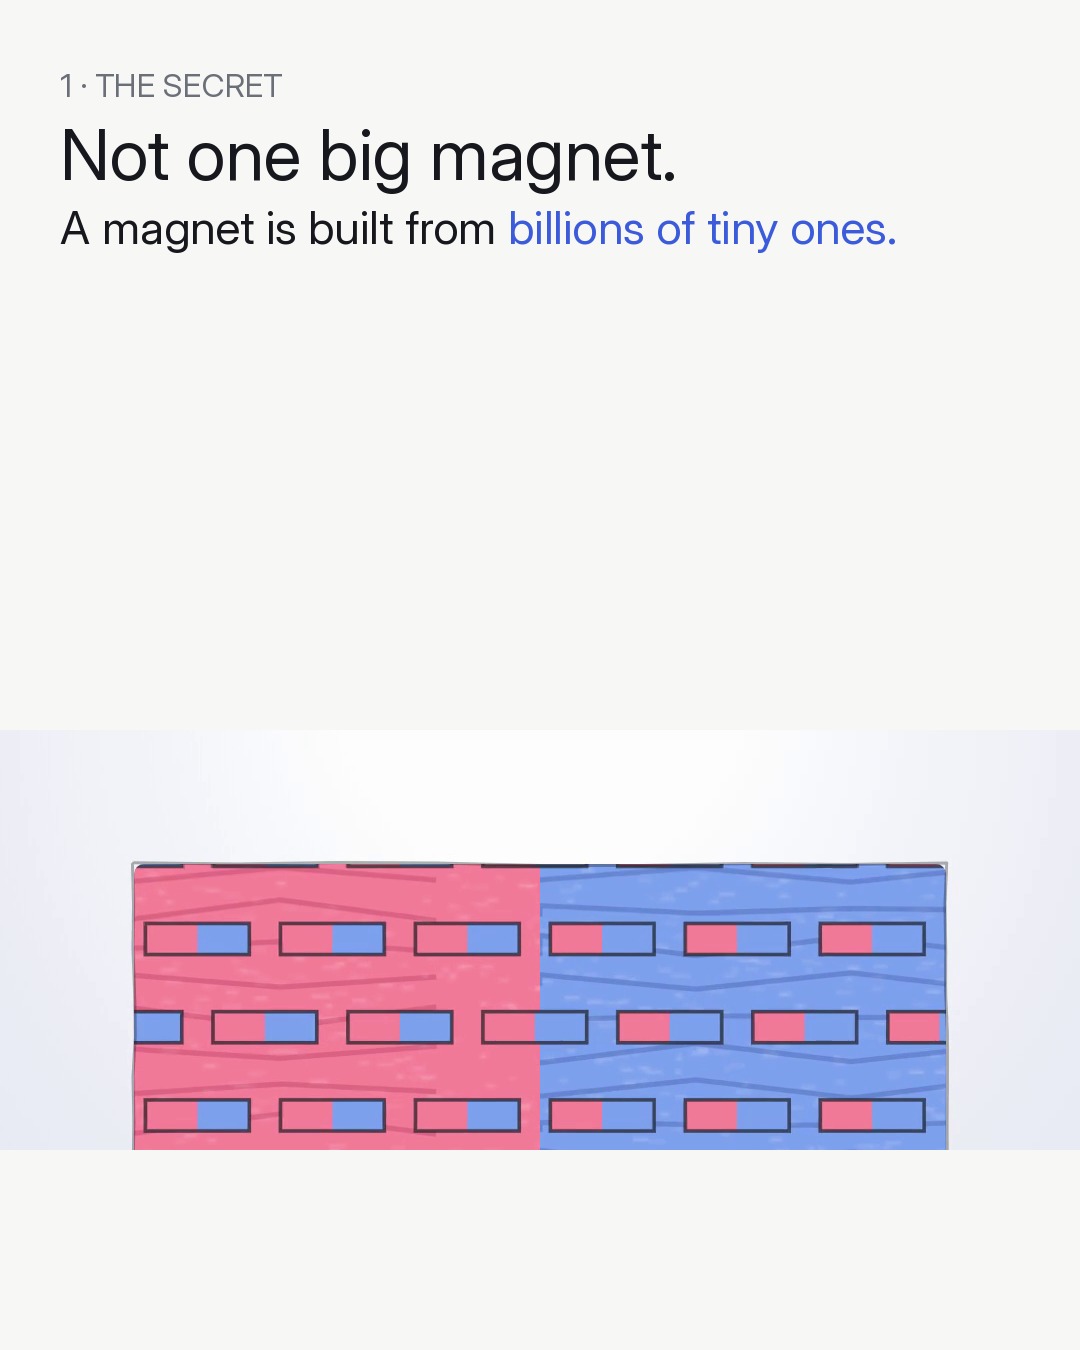 1 · THE SECRET
Not one big magnet.
A magnet is built from billions of tiny ones.